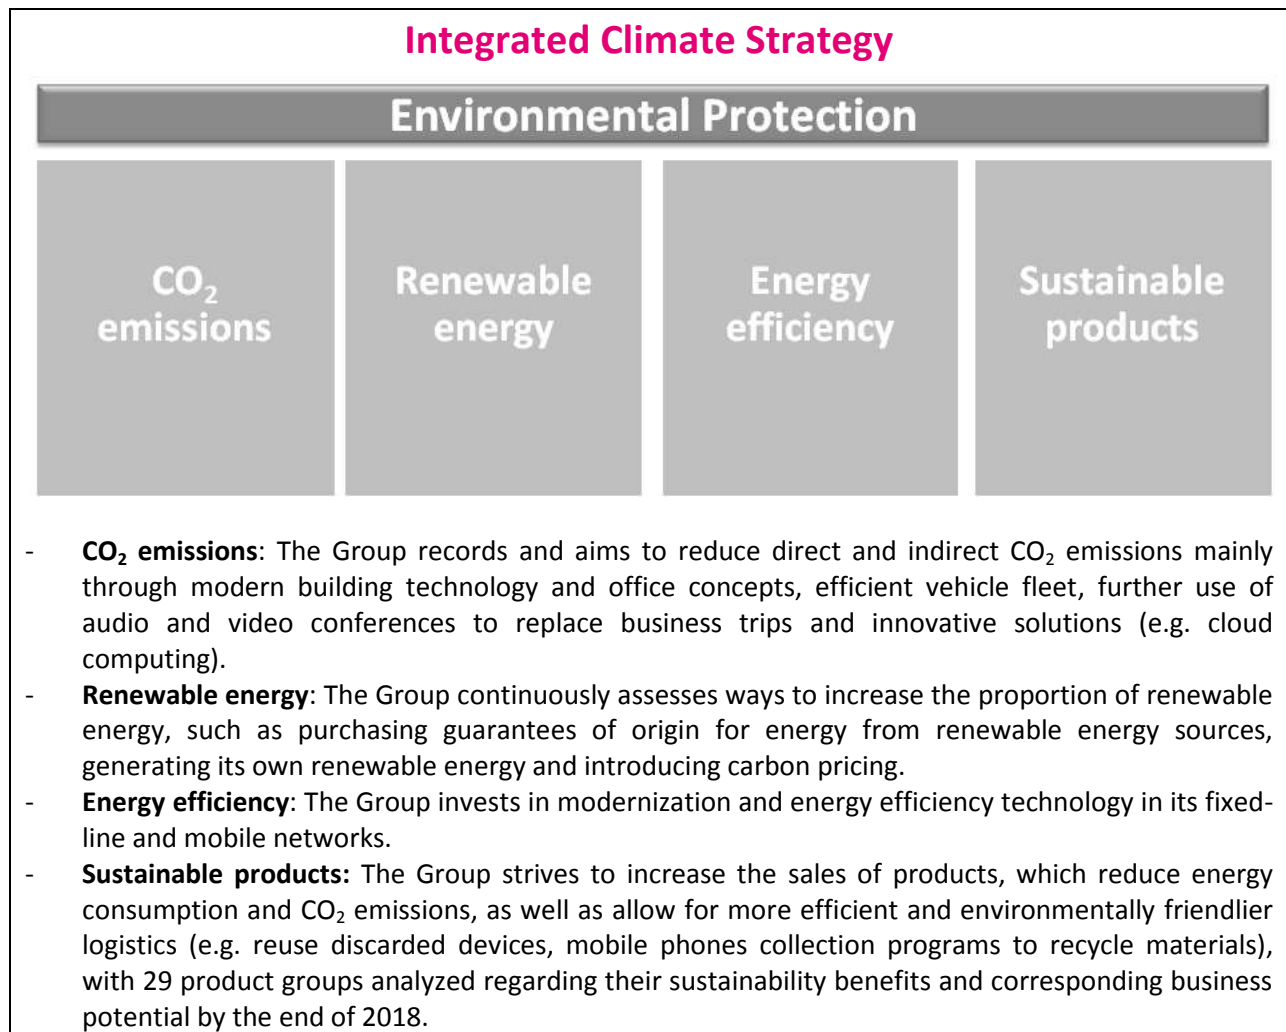 Integrated Climate Strategy
Environmental Protection
CO₂
emissions
Renewable
energy
Energy
efficiency
Sustainable
products
- CO₂ emissions: The Group records and aims to reduce direct and indirect CO₂ emissions mainly
through modern building technology and office concepts, efficient vehicle fleet, further use of
audio and video conferences to replace business trips and innovative solutions (e.g. cloud
computing).
- Renewable energy: The Group continuously assesses ways to increase the proportion of renewable
energy, such as purchasing guarantees of origin for energy from renewable energy sources,
generating its own renewable energy and introducing carbon pricing.
- Energy efficiency: The Group invests in modernization and energy efficiency technology in its fixed-
line and mobile networks.
- Sustainable products: The Group strives to increase the sales of products, which reduce energy
consumption and CO₂ emissions, as well as allow for more efficient and environmentally friendlier
logistics (e.g. reuse discarded devices, mobile phones collection programs to recycle materials),
with 29 product groups analyzed regarding their sustainability benefits and corresponding business
potential by the end of 2018.